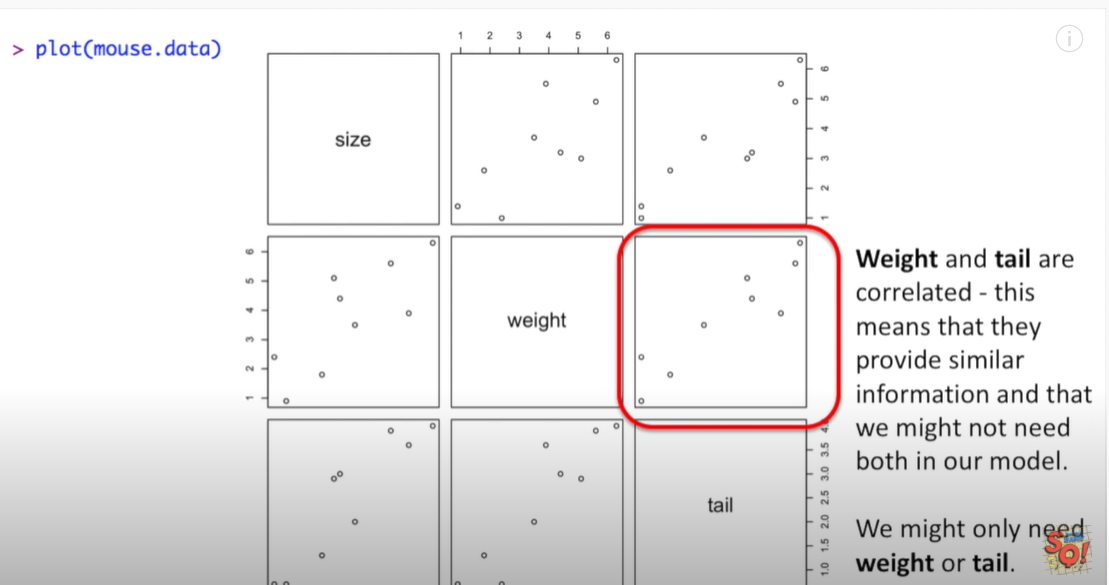 > plot(mouse.data)
1 2 3 4 5 6
size
1 2 3 4 5 6
1 2 3 4 5 6
weight
Weight and tail are
correlated - this
means that they
provide similar
information and that
we might not need
both in our model.
tail
1.0 1.5 2.0 2.5 3.0 3.5
We might only need
weight or tail.
SQ!